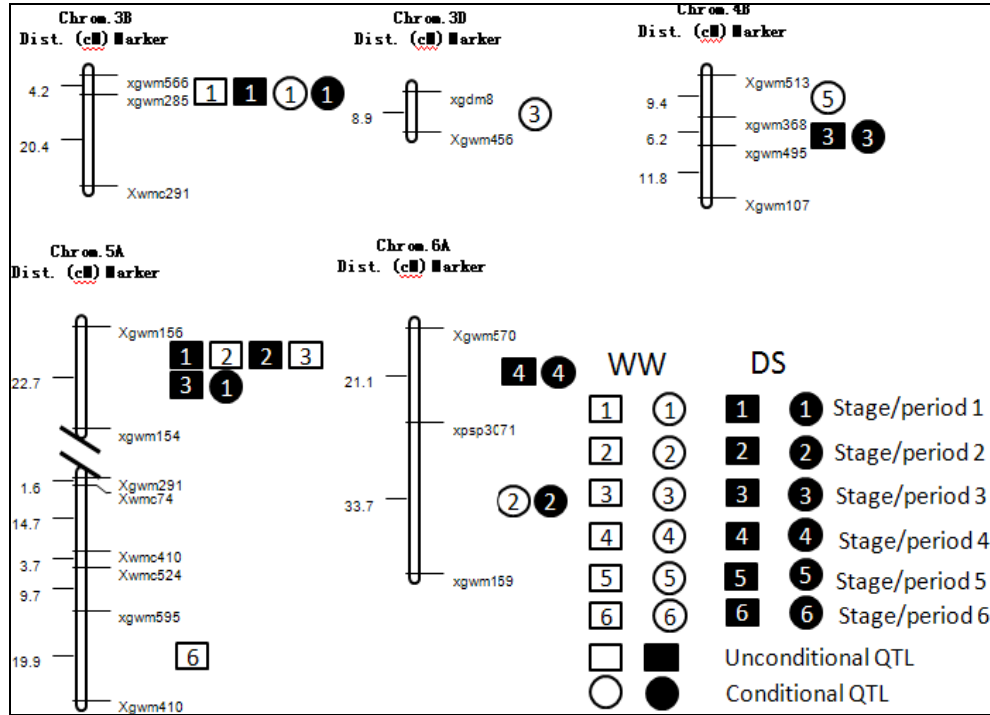 Chrom.3B
Dist. (cM) Marker
4.2
20.4
xgwm566
xgwm285
Xwmc291
1 1 1 1
Chrom.3D
Dist. (cM) Marker
8.9
xgdm8
Xgwm456
3
Chrom.4B
Dist. (cM) Marker
9.4
6.2
11.8
Xgwm513
xgwm368
xgwm495
Xgwm107
5
3 3
Chrom.5A
Dist. (cM) Marker
22.7
1.6
14.7
3.7
9.7
19.9
Xgwm156
xgwm154
Xgwm291
Xwmc74
Xwmc410
Xwmc524
xgwm595
Xgwm410
1 2 2 3
3 1
6
Chrom.6A
Dist. (cM) Marker
21.1
33.7
Xgwm570
xpsp3071
xgwm169
4 4
2 2
WW DS
1 1 1 1 Stage/period 1
2 2 2 2 Stage/period 2
3 3 3 3 Stage/period 3
4 4 4 4 Stage/period 4
5 5 5 5 Stage/period 5
6 6 6 6 Stage/period 6
Unconditional QTL
Conditional QTL